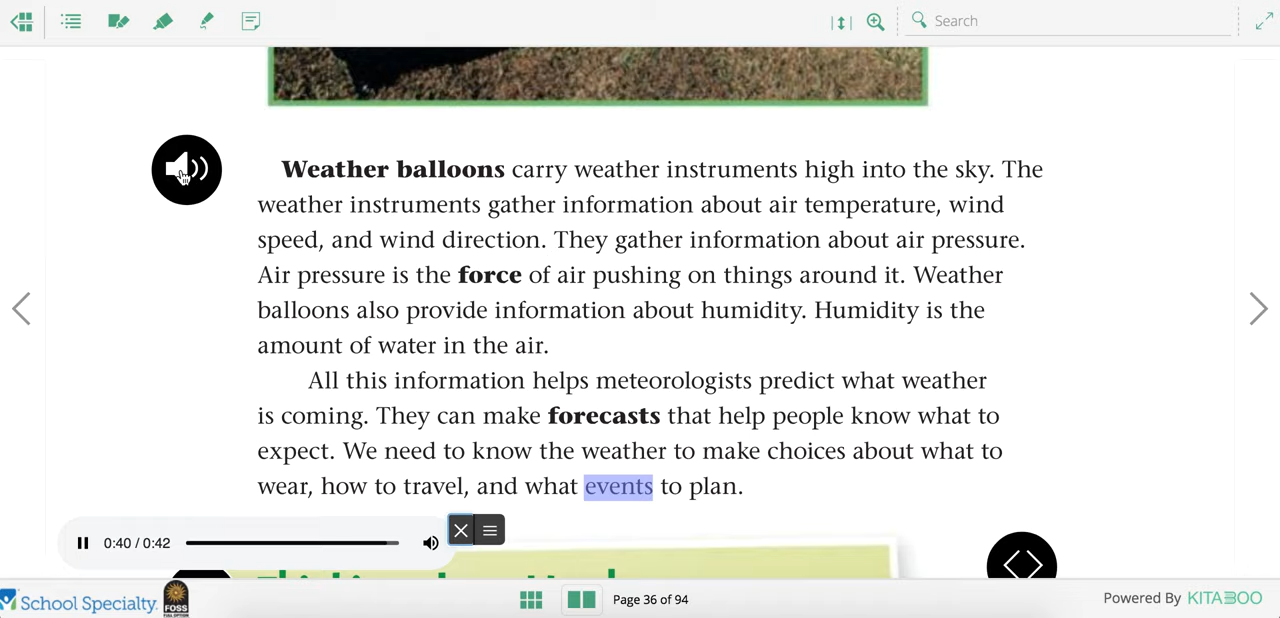 Search
Weather balloons carry weather instruments high into the sky. The
weather instruments gather information about air temperature, wind
speed, and wind direction. They gather information about air pressure.
Air pressure is the force of air pushing on things around it. Weather
balloons also provide information about humidity. Humidity is the
amount of water in the air.
All this information helps meteorologists predict what weather
is coming. They can make forecasts that help people know what to
expect. We need to know the weather to make choices about what to
wear, how to travel, and what events to plan.
0:40 / 0:42
School Specialty.
FOSS
Page 36 of 94
Powered By KITABOO